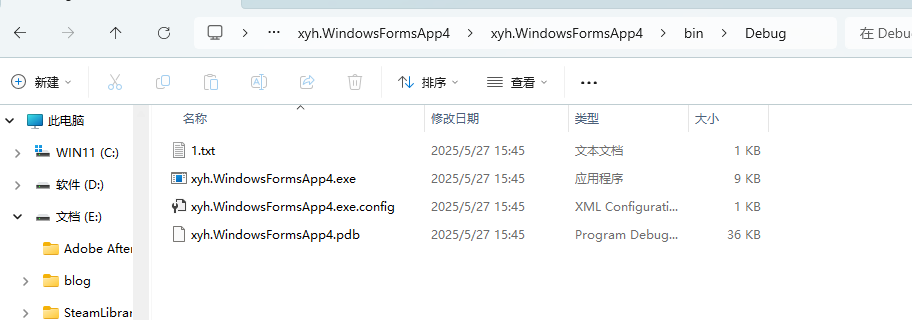 … xyh.WindowsFormsApp4 xyh.WindowsFormsApp4 bin Debug 在 Debu
新建 排序 查看 …
名称 修改日期 类型 大小
此电脑
WIN11 (C:)
软件 (D:)
文档 (E:)
Adobe After
blog
SteamLibrar
1.txt 2025/5/27 15:45 文本文档 1 KB
xyh.WindowsFormsApp4.exe 2025/5/27 15:45 应用程序 9 KB
xyh.WindowsFormsApp4.exe.config 2025/5/27 15:45 XML Configurati... 1 KB
xyh.WindowsFormsApp4.pdb 2025/5/27 15:45 Program Debug... 36 KB